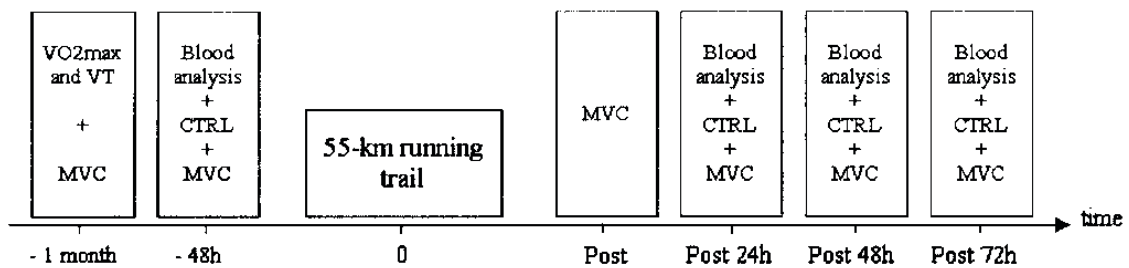 VO2max
and VT
+
MVC
Blood
analysis
+
CTRL
+
MVC
55-km running
trail
MVC
Blood
analysis
+
CTRL
+
MVC
Blood
analysis
+
CTRL
+
MVC
Blood
analysis
+
CTRL
+
MVC
time
- 1 month
- 48h
0
Post
Post 24h
Post 48h
Post 72h